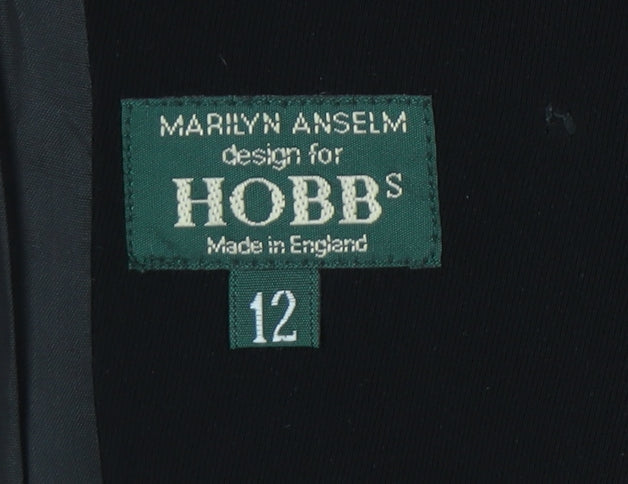 MARILYN ANSELM
design for
HOBBS
Made in England
12